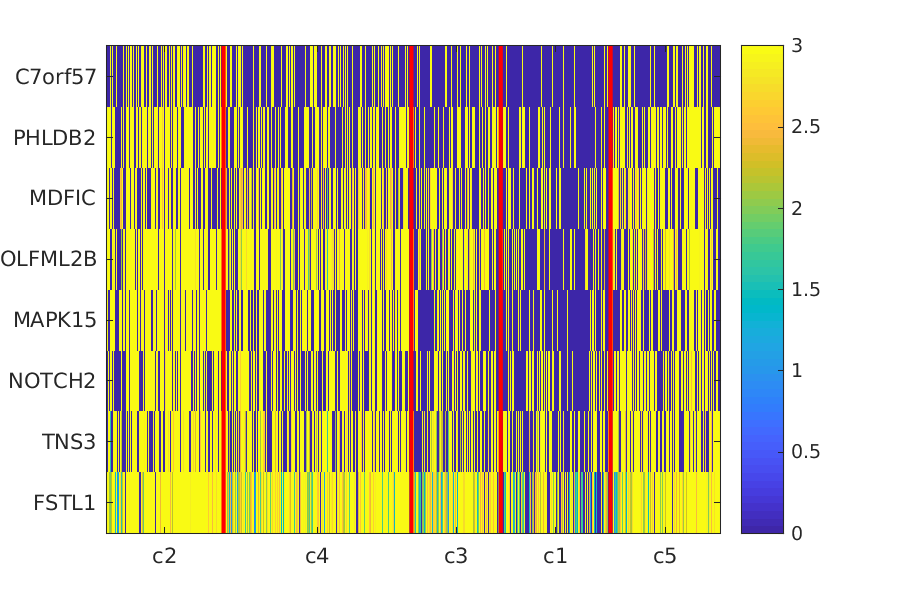 C7orf57
PHLDB2
MDFIC
OLFML2B
MAPK15
NOTCH2
TNS3
FSTL1
c2 c4 c3 c1 c5
3
2.5
2
1.5
1
0.5
0